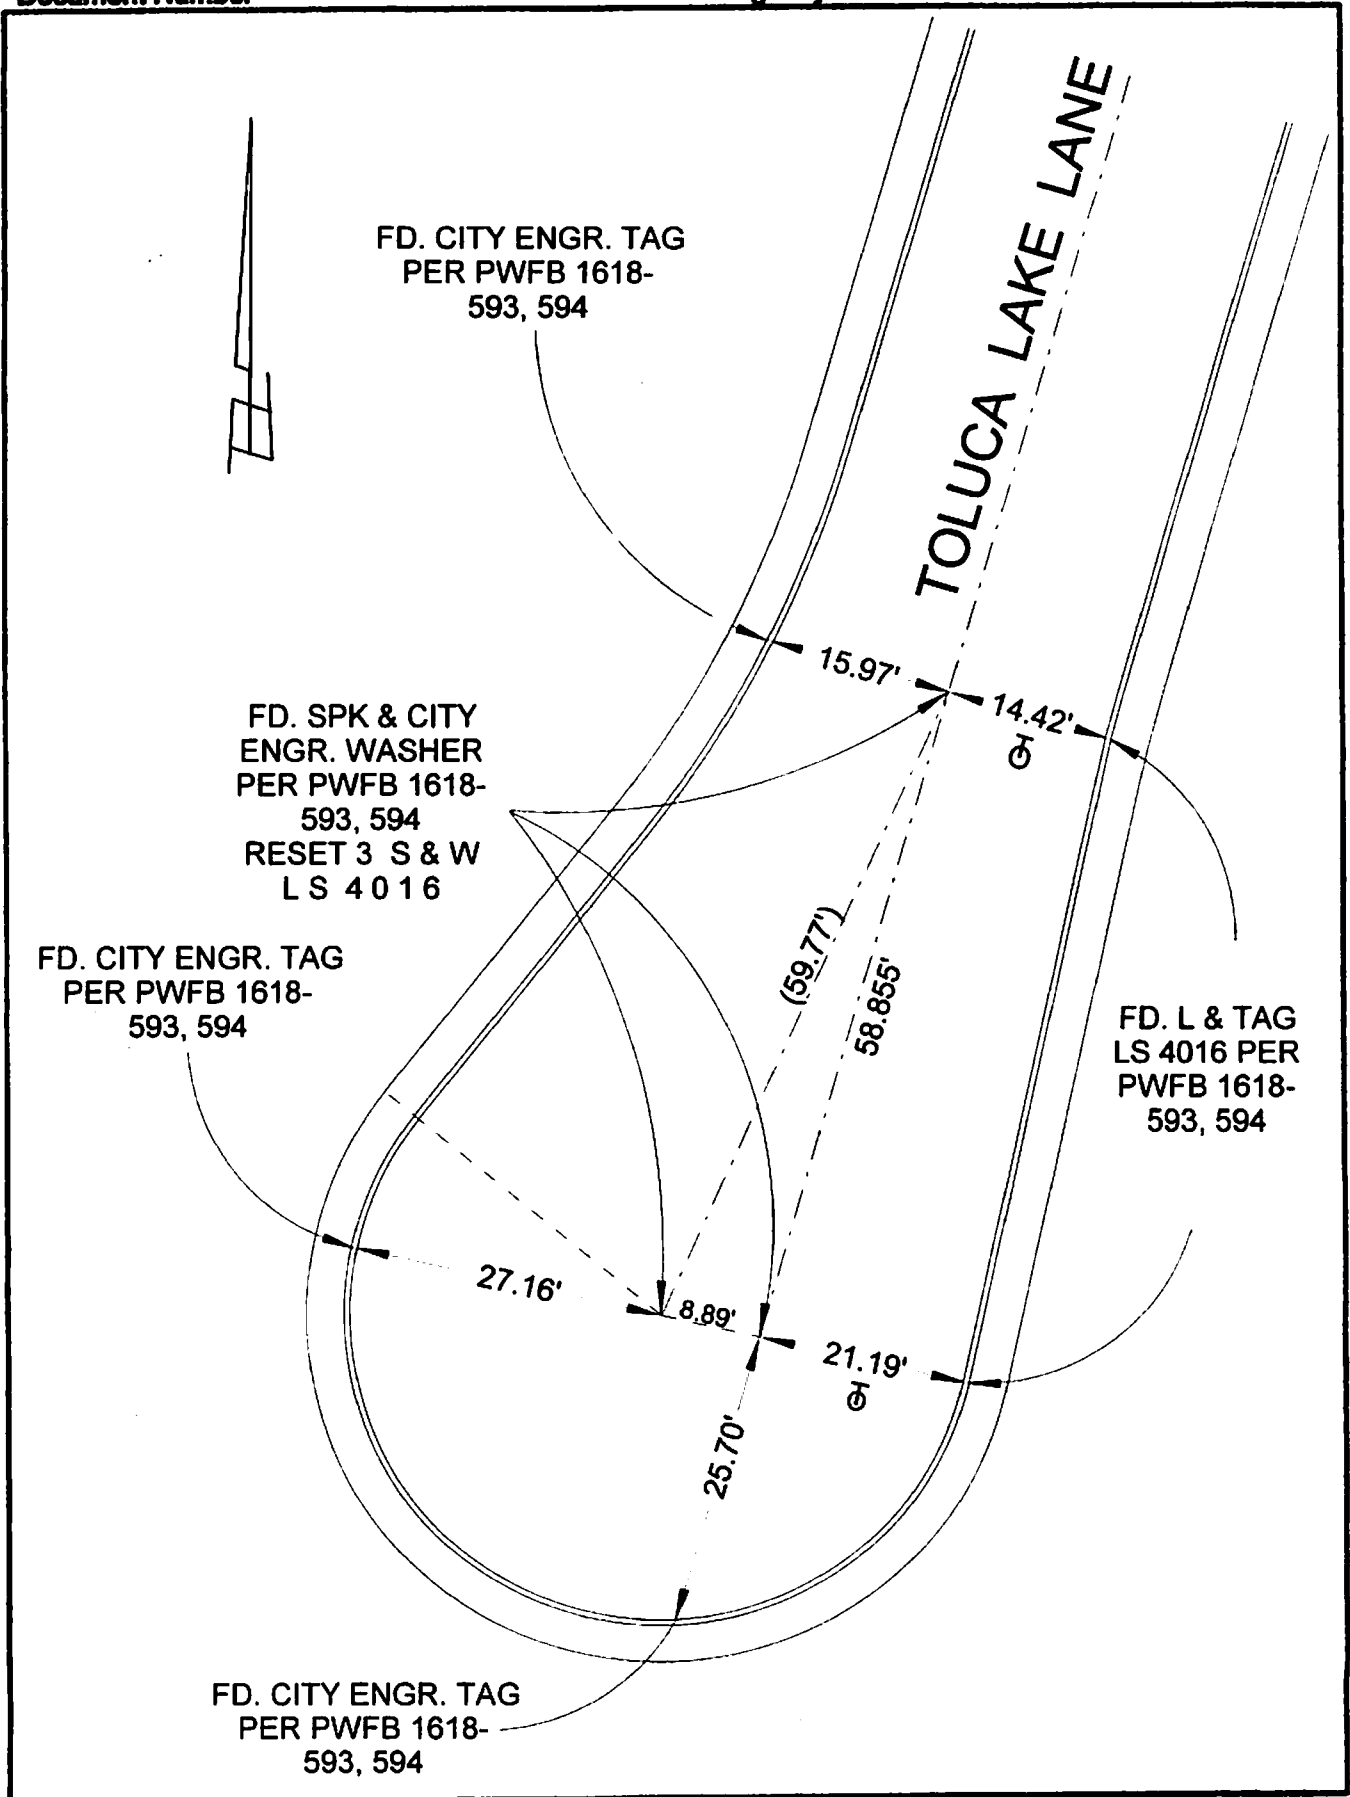 Document Number
TOLUCA LAKE LANE
FD. CITY ENGR. TAG
PER PWFB 1618-
593, 594
15.97'
14.42'
FD. SPK & CITY
ENGR. WASHER
PER PWFB 1618-
593, 594
RESET 3 S & W
L S 4 0 1 6
(59.77')
58.855'
FD. CITY ENGR. TAG
PER PWFB 1618-
593, 594
FD. L & TAG
LS 4016 PER
PWFB 1618-
593, 594
27.16'
8.89'
21.19'
25.70'
FD. CITY ENGR. TAG
PER PWFB 1618-
593, 594